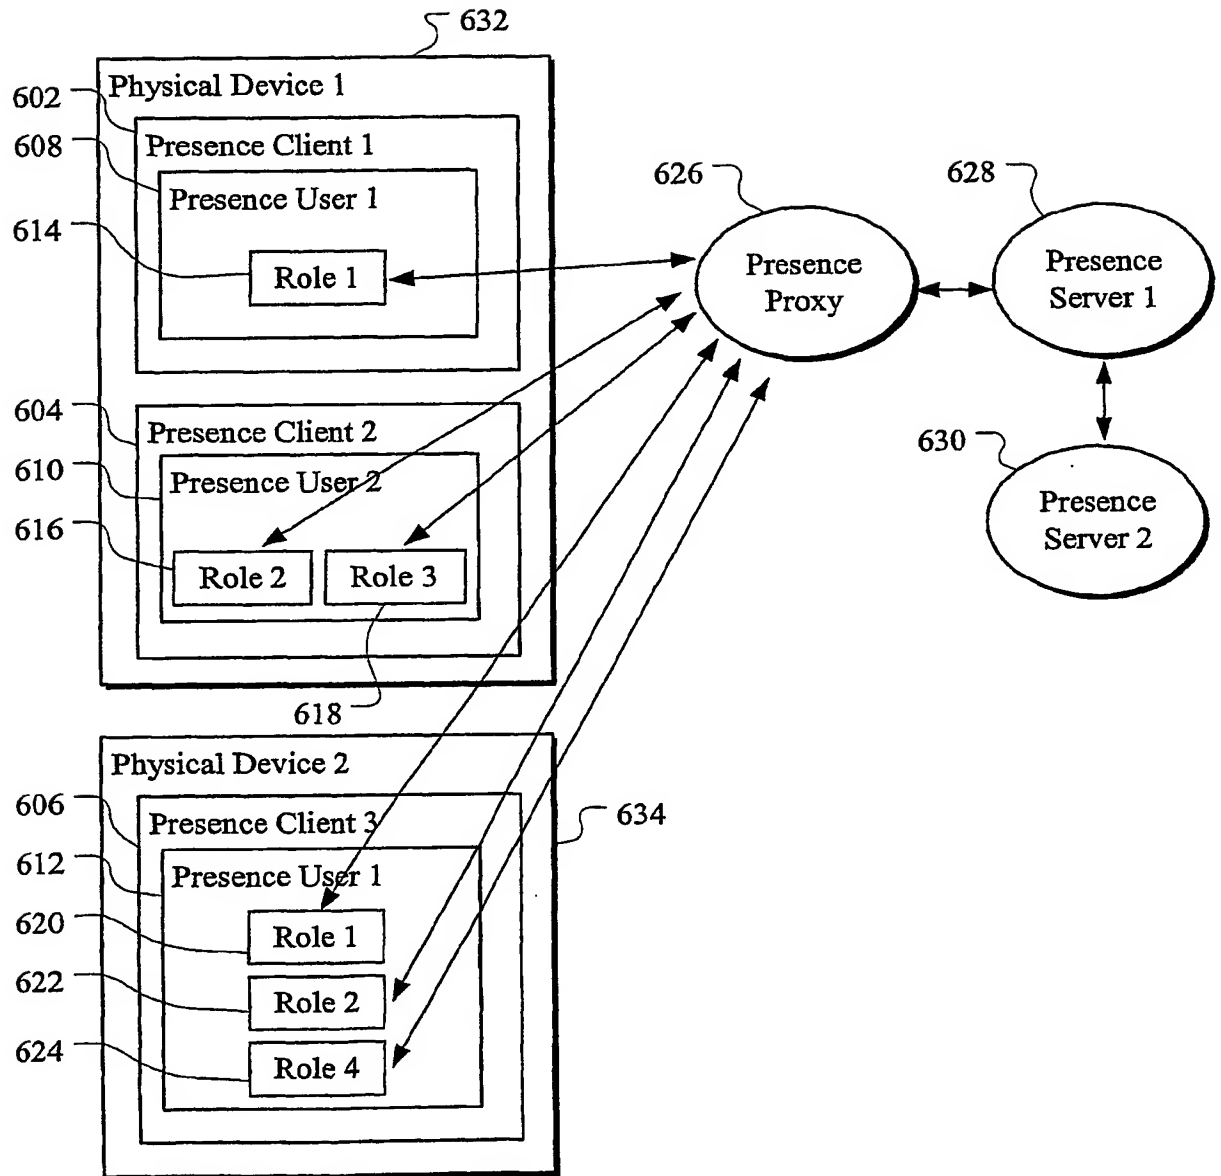 632
Physical Device 1
602
Presence Client 1
608
Presence User 1
614
Role 1
626
Presence
Proxy
628
Presence
Server 1
604
Presence Client 2
610
Presence User 2
616
Role 2
Role 3
618
630
Presence
Server 2
Physical Device 2
634
606
Presence Client 3
612
Presence User 1
620
Role 1
622
Role 2
624
Role 4